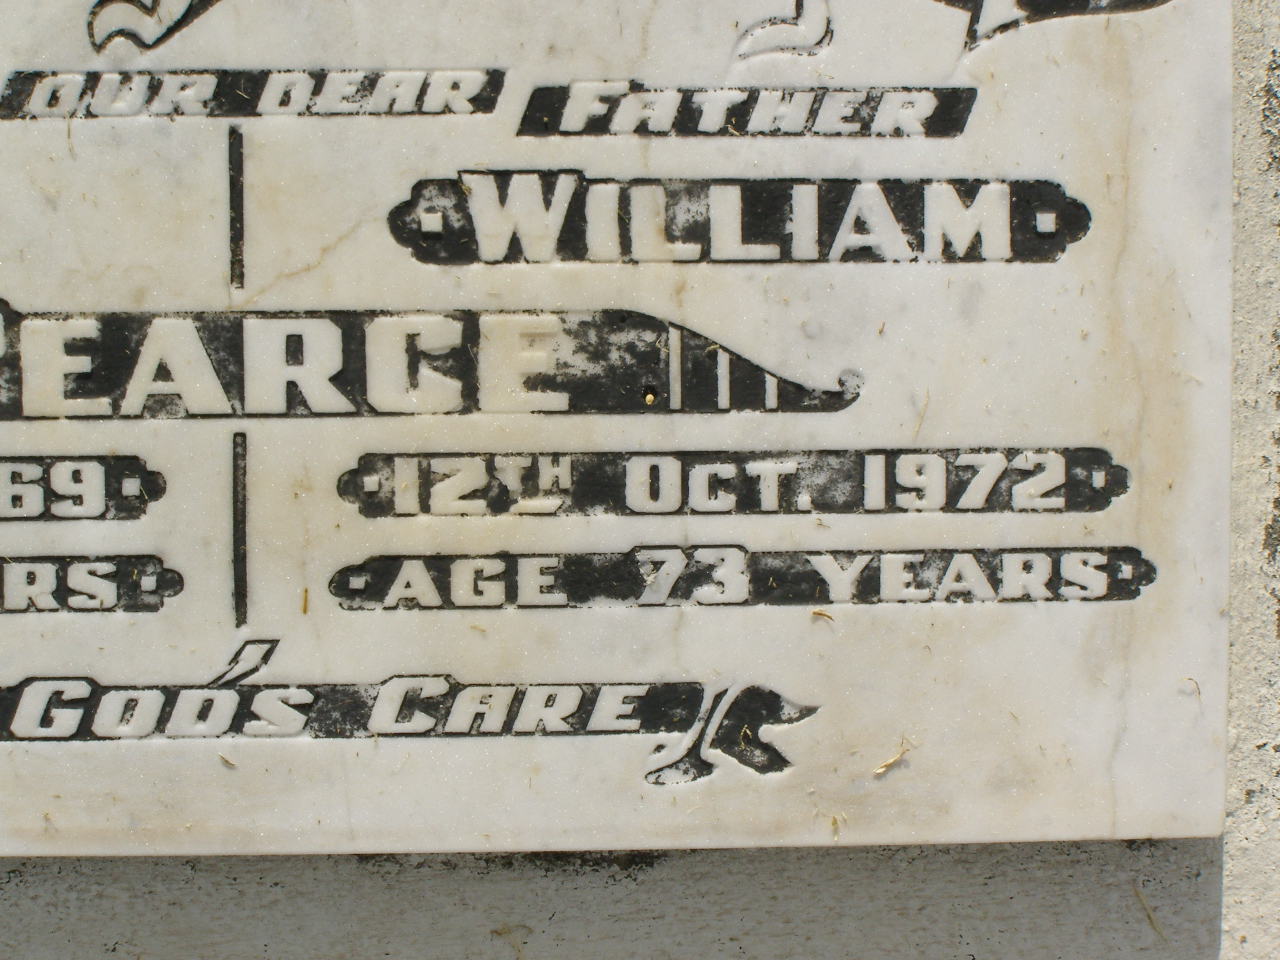 OUR DEAR FATHER
WILLIAM
PEARCE
69 12TH OCT. 1972
RS AGE 73 YEARS
GOD'S CARE